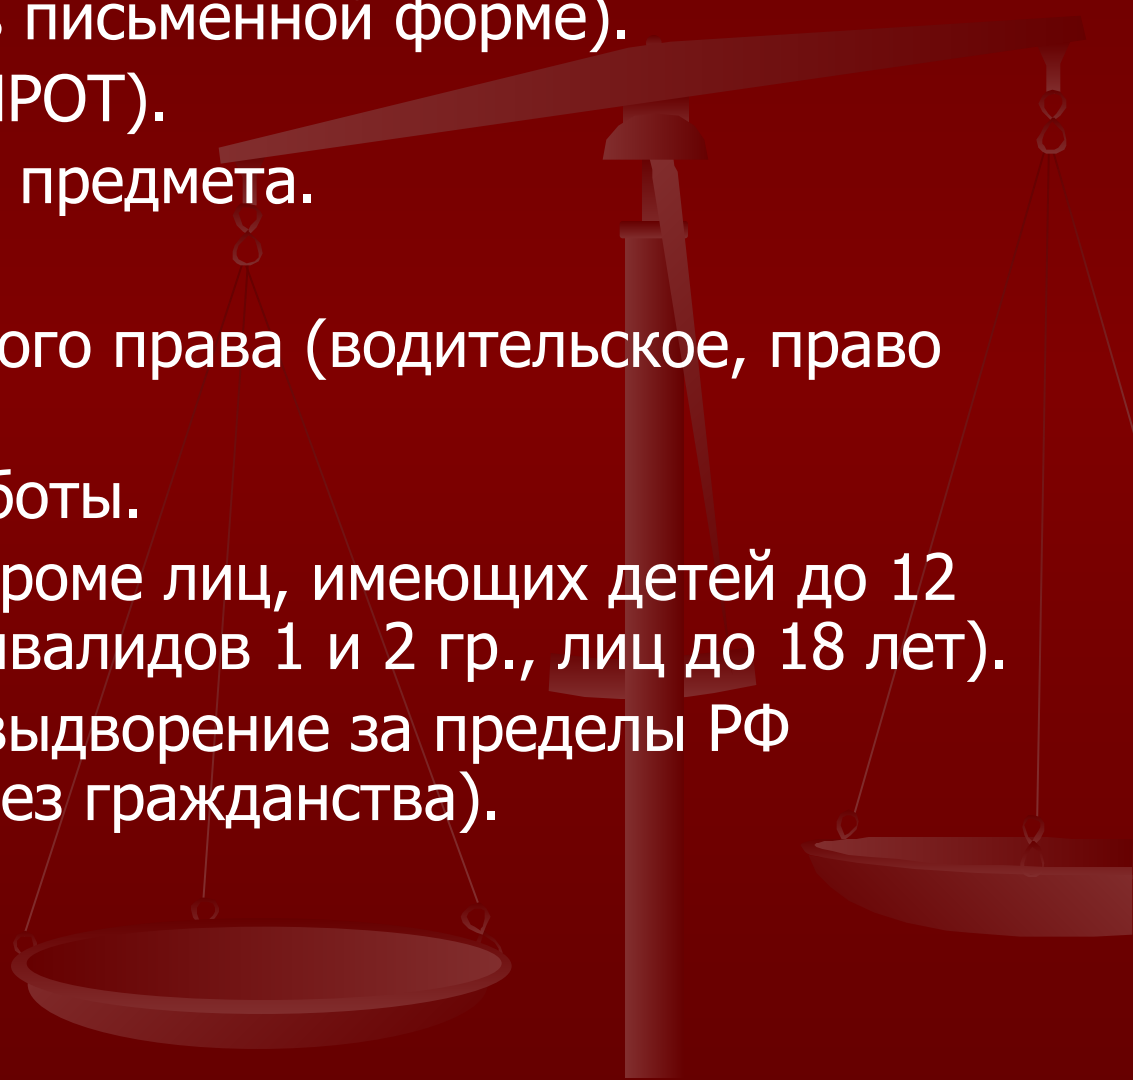 ь письменной форме).
РОТ).
предмета.
ого права (водительское, право
боты.
роме лиц, имеющих детей до 12
валидов 1 и 2 гр., лиц до 18 лет).
выдворение за пределы РФ
ез гражданства).